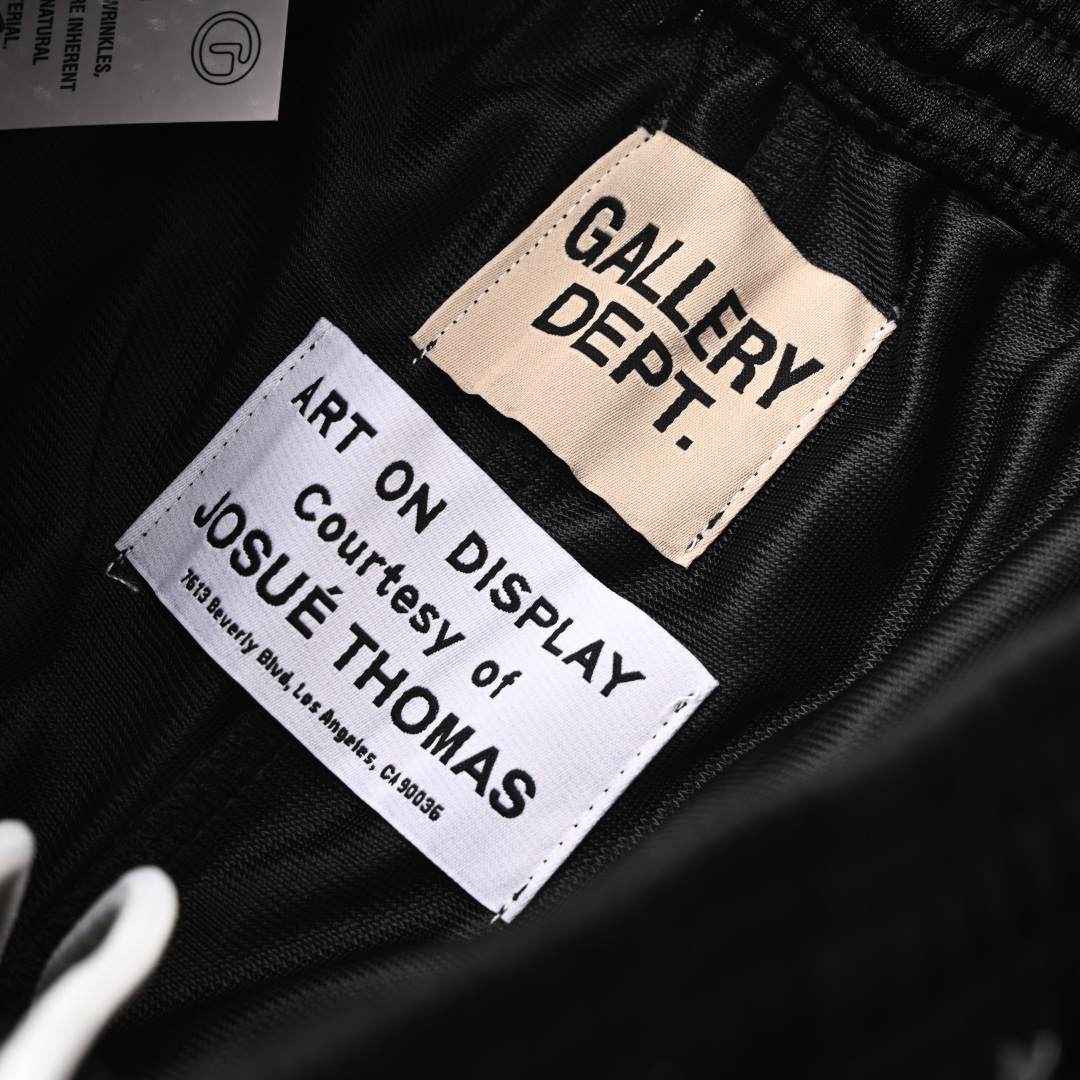 WRINKLES,
INHERENT
NATURAL
G
GALLERY
DEPT.
ART ON DISPLAY
Courtesy of
JOSUÉ THOMAS
7613 Beverly Blvd, Los Angeles, CA 90036